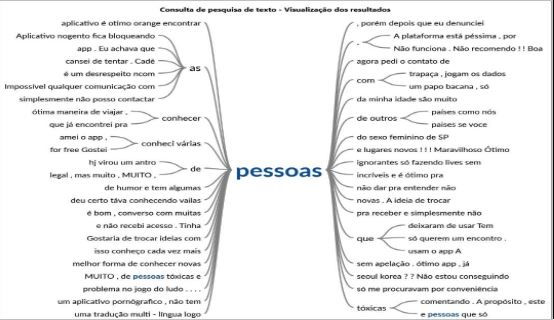 Consulta de pesquisa de texto - Visualização dos resultados
aplicativo é otimo orange encontrar
Aplicativo nogento fica bloqueando
app . Eu achava que
cansei de tentar . Cadé
é um desrespeito ncom
Impossível qualquer comunicação com
simplesmente não posso contactar
as
ótima maneira de viajar ,
que já encontrei pra
conhecer
amei o app ,
for free Gostei
conhecí várias
hj virou um antro
legal , mas muito , MUITO ,
de
de humor e tem algumas
deu certo táva conhecendo vailas
é bom , converso com muitas
e não recebi acesso . Tinha
Gostaria de trocar ideias com
isso conheço cada vez mais
melhor forma de conhecer novas
MUITO , de pessoas tóxicas e
problema no jogo do ludo . . . .
um aplicativo pornógrafico , não tem
uma tradução multi - língua logo
pessoas
, porém depois que eu denunciei
.
A plataforma está péssima , por
Não funciona . Não recomendo !! Boa
agora pedi o contato de
com
trapaça , jogam os dados
um papo bacana , só
da minha idade são muito
de outros
países como nós
países se voce
do sexo feminino de SP
e lugares novos ! ! ! Maravilhoso Ótimo
ignorantes só fazendo lives sem
incríveis e é ótimo pra
não dar pra entender não
novas . A ideia de trocar
pra receber e simplesmente não
que
deixaram de usar Tem
só querem um encontro .
usam o app A
sem apelação . ótimo app , já
seoul korea ? ? Não estou conseguindo
só me procuravam por conveniência
tóxicas
comentando . A propósito , este
e pessoas que só